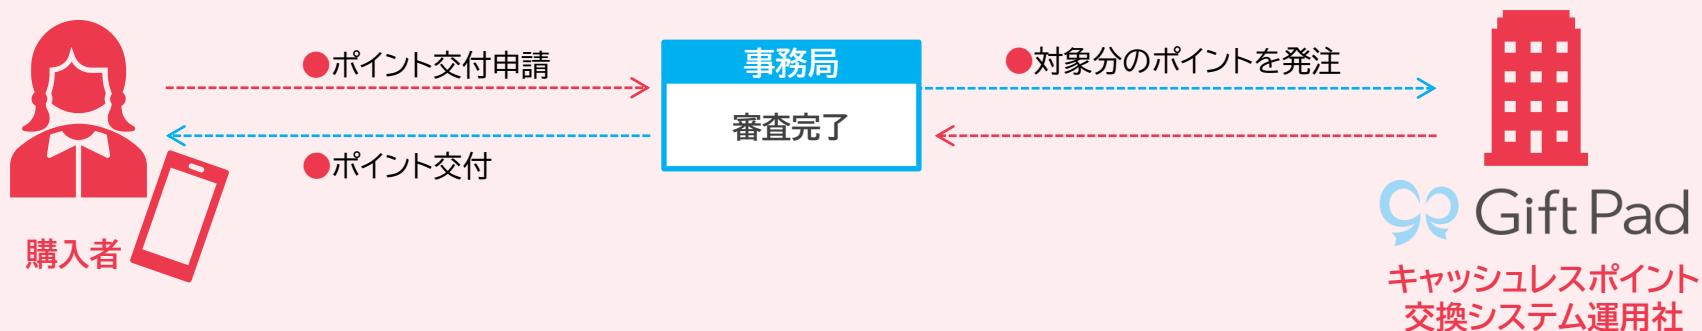 ●ポイント交付申請
事務局
●対象分のポイントを発注
審査完了
●ポイント交付
購入者
Gift Pad
キャッシュレスポイント
交換システム運用社